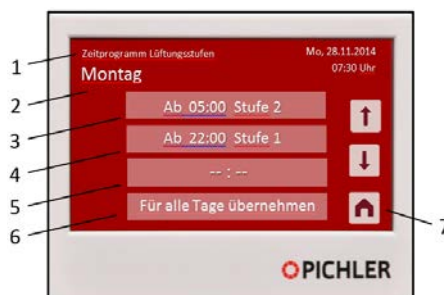 Zeitprogramm Lüftungsstufen
Mo, 28.11.2014
Montag
07:30 Uhr
Ab 05:00 Stufe 2
Ab 22:00 Stufe 1
-- : --
Für alle Tage übernehmen
1
2
3
4
5
6
7
PICHLER